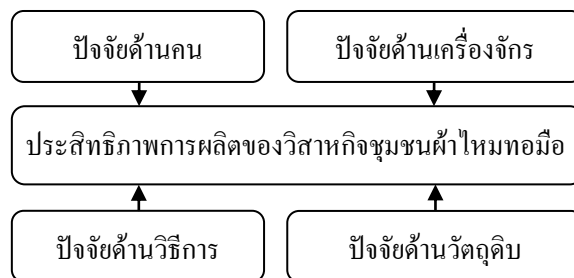 ปัจจัยด้านคน
ปัจจัยด้านเครื่องจักร
ประสิทธิภาพการผลิตของวิสาหกิจชุมชนผ้าไหมทอมือ
ปัจจัยด้านวิธีการ
ปัจจัยด้านวัตถุดิบ